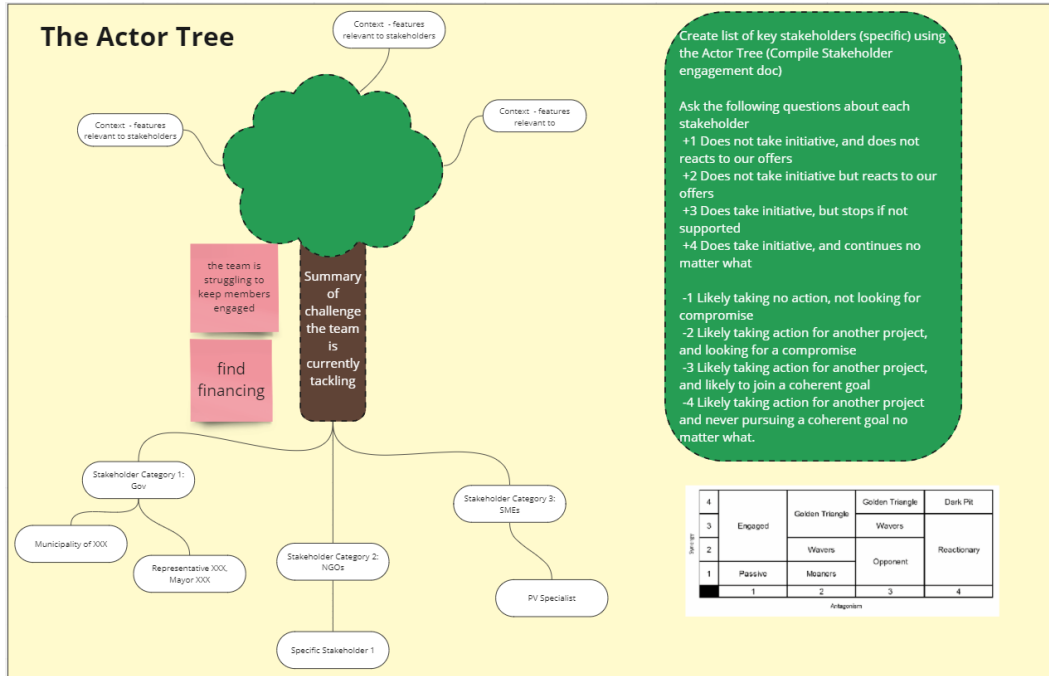 The Actor Tree
Context - features
relevant to stakeholders
Context - features
relevant to stakeholders
Context - features
relevant to
the team is
struggling to
keep members
engaged
find
financing
Summary
of
challenge
the team
is
currently
tackling
Stakeholder Category 1:
Gov
Municipality of XXX
Representative XXX,
Mayor XXX
Stakeholder Category 2:
NGOs
Specific Stakeholder 1
Stakeholder Category 3:
SMEs
PV Specialist
Create list of key stakeholders (specific) using
the Actor Tree (Compile Stakeholder
engagement doc)
Ask the following questions about each
stakeholder
+1 Does not take initiative, and does not
reacts to our offers
+2 Does not take initiative but reacts to our
offers
+3 Does take initiative, but stops if not
supported
+4 Does take initiative, and continues no
matter what
-1 Likely taking no action, not looking for
compromise
-2 Likely taking action for another project,
and looking for a compromise
-3 Likely taking action for another project,
and likely to join a coherent goal
-4 Likely taking action for another project
and never pursuing a coherent goal no
matter what.
4 Golden Triangle Dark Pit
Golden Triangle
3 Engaged Wavers
Reactionary
2 Wavers
Opponent
1 Passive Moaners
1 2 3 4
Synergy
Antagonism